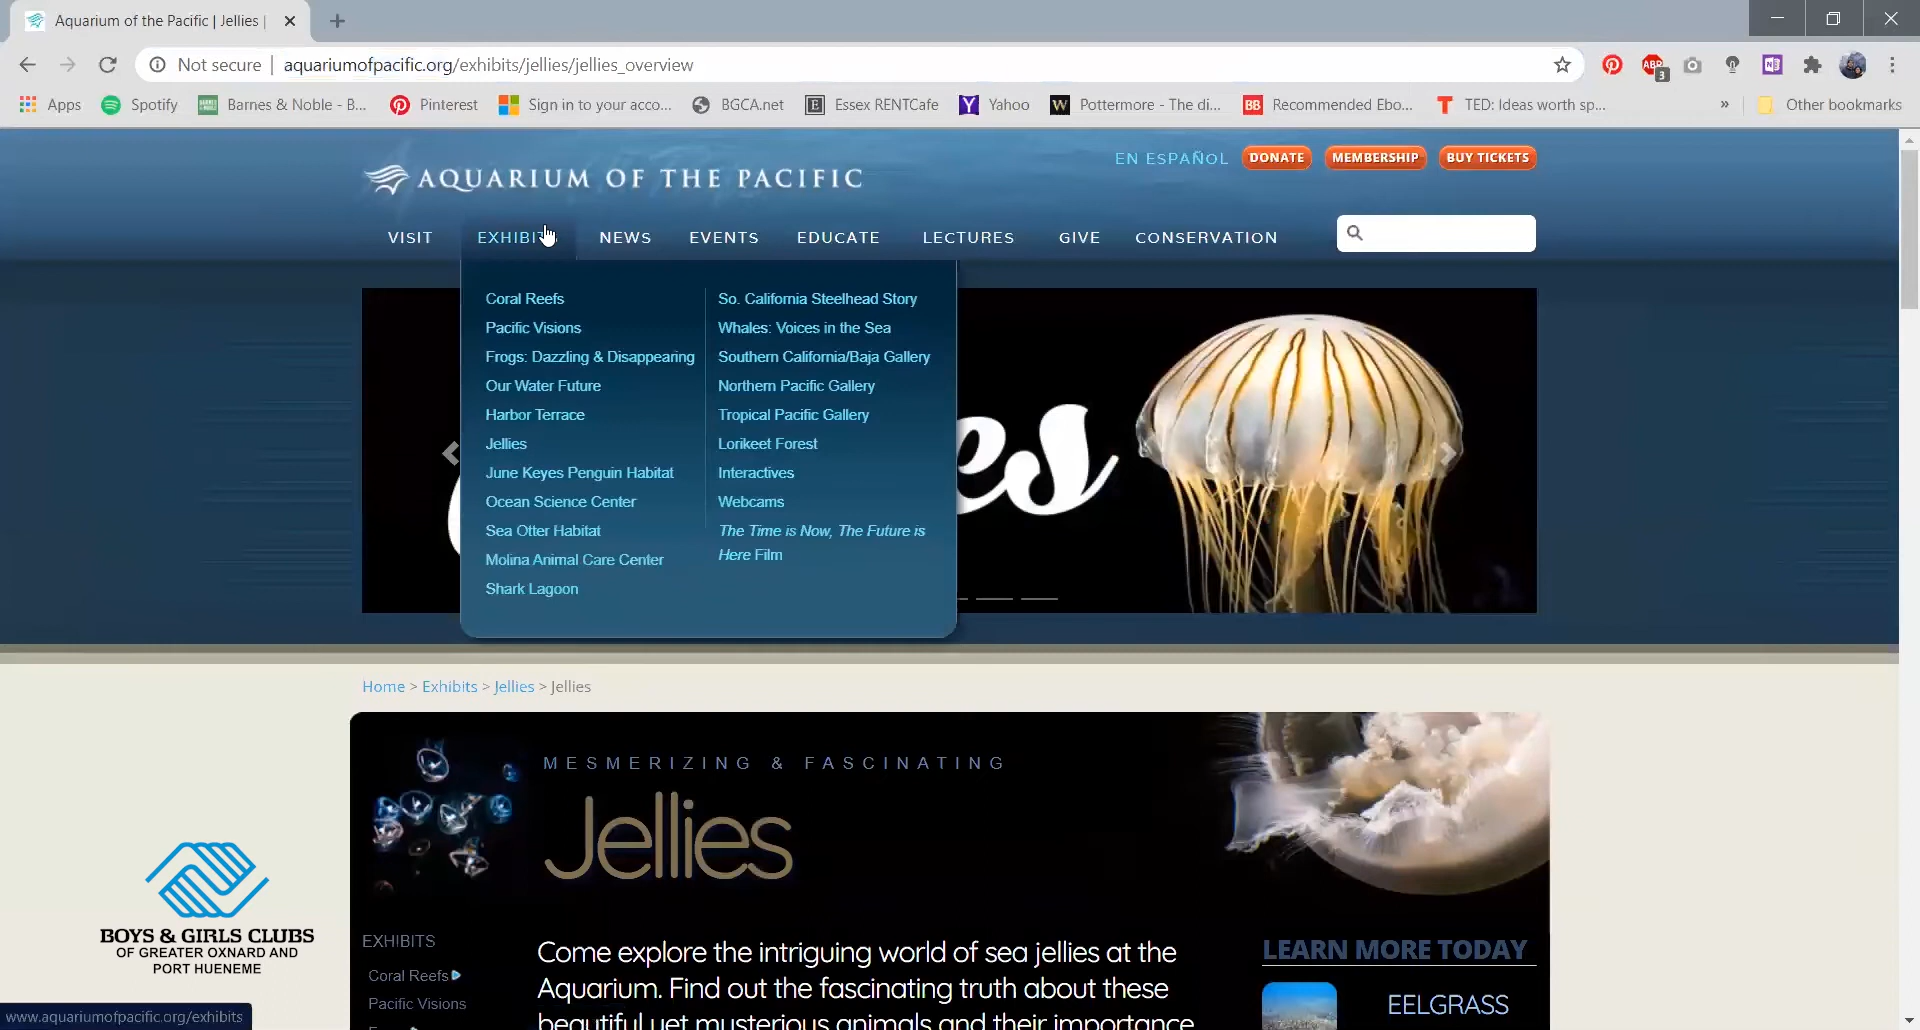 Aquarium of the Pacific | Jellies |
Not secure | aquariumofpacific.org/exhibits/jellies/jellies_overview
ABP
3
Apps Spotify Barnes & Noble - B... Pinterest Sign in to your acco... BGCA.net Essex RENTCafe Yahoo Pottermore - The di... Recommended Ebo... TED: Ideas worth sp... » Other bookmarks
EN ESPAÑOL DONATE MEMBERSHIP BUY TICKETS
AQUARIUM OF THE PACIFIC
VISIT NEWS EVENTS EDUCATE LECTURES GIVE CONSERVATION
Coral Reefs
Pacific Visions
Frogs: Dazzling & Disappearing
Our Water Future
Harbor Terrace
Jellies
June Keyes Penguin Habitat
Ocean Science Center
Sea Otter Habitat
Molina Animal Care Center
Shark Lagoon
So. California Steelhead Story
Whales: Voices in the Sea
Southern California/Baja Gallery
Northern Pacific Gallery
Tropical Pacific Gallery
Lorikeet Forest
Interactives
Webcams
The Time is Now, The Future is
Here Film
es
Home > Exhibits > Jellies > Jellies
MESMERIZING & FASCINATING
Jellies
EXHIBITS
Coral Reefs
Pacific Visions
Come explore the intriguing world of sea jellies at the
Aquarium. Find out the fascinating truth about these
beautiful yet mysterious animals and their importance
LEARN MORE TODAY
EELGRASS
BOYS & GIRLS CLUBS
OF GREATER OXNARD AND
PORT HUENEME
www.aquariumofpacific.org/exhibits